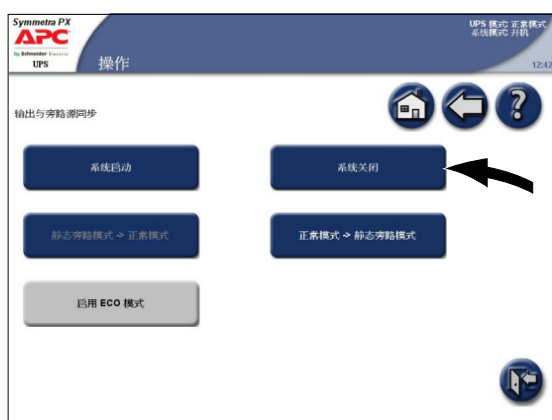 Symmetra PX
APC
by Schneider Electric
UPS
操作
UPS 模式 正常模式
系统模式 开机
12:42
输出与旁路源同步
?
系统启动
系统关闭
静态旁路模式 -> 正常模式
正常模式 -> 静态旁路模式
启用 ECO 模式